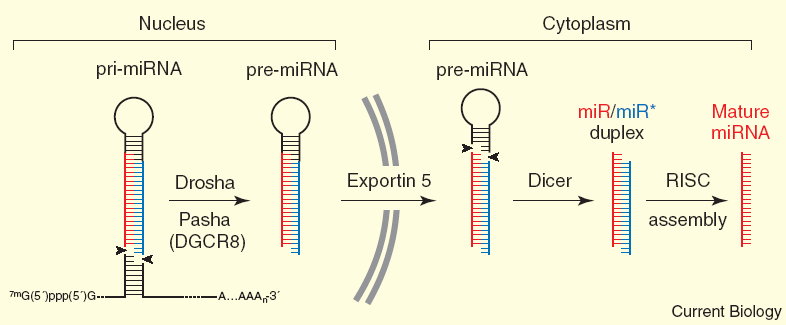 Nucleus
Cytoplasm
pri-miRNA
pre-miRNA
pre-miRNA
miR/miR*
duplex
Mature
miRNA
Drosha
Pasha
(DGCR8)
Exportin 5
Dicer
RISC
assembly
7mG(5´)ppp(5´)G
A...AAAn-3´
Current Biology